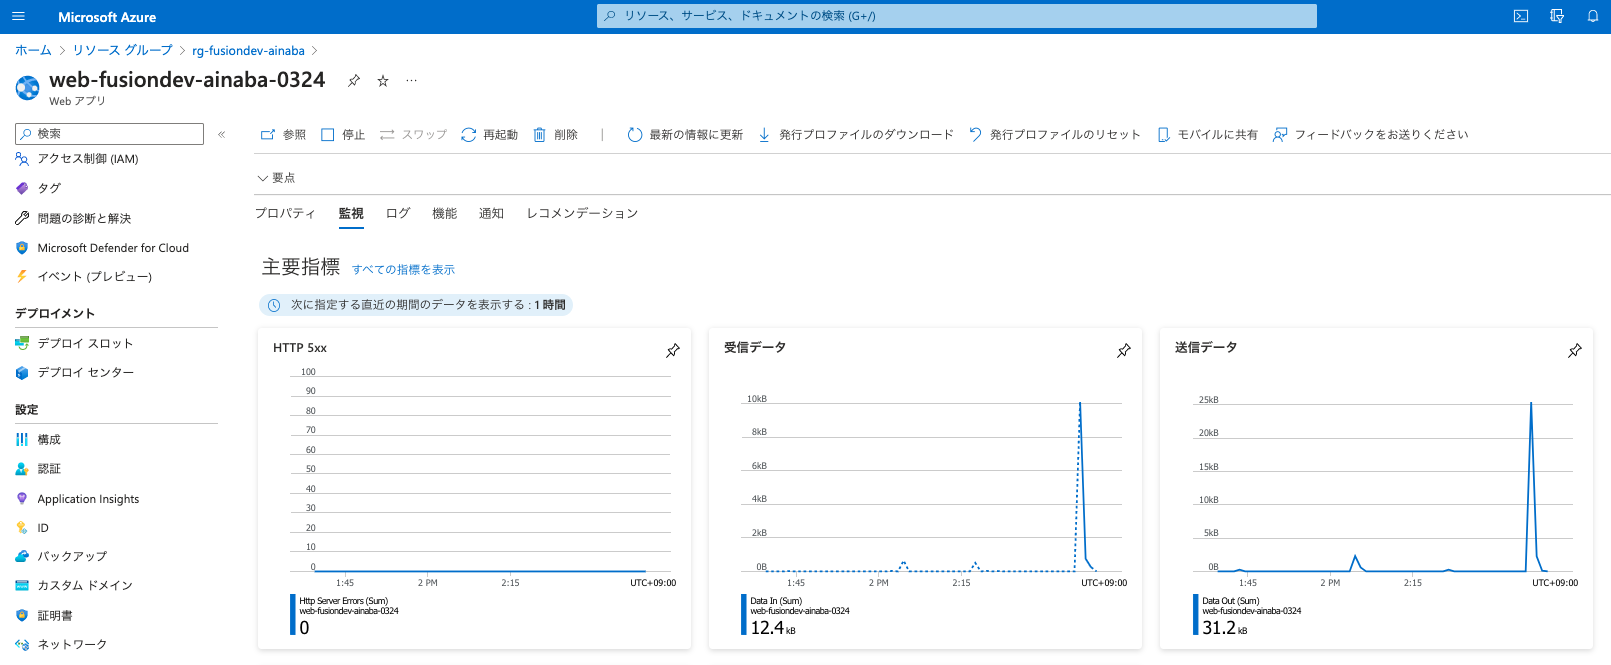 Microsoft Azure
リソース、サービス、ドキュメントの検索 (G+/)
ホーム > リソース グループ > rg-fusiondev-ainaba >
web-fusiondev-ainaba-0324
Web アプリ
検索
アクセス制御 (IAM)
タグ
問題の診断と解決
Microsoft Defender for Cloud
イベント (プレビュー)
デプロイメント
デプロイ スロット
デプロイ センター
設定
構成
認証
Application Insights
ID
バックアップ
カスタム ドメイン
証明書
ネットワーク
参照 停止 スワップ 再起動 削除 | 最新の情報に更新 発行プロファイルのダウンロード 発行プロファイルのリセット モバイルに共有 フィードバックをお送りください
要点
プロパティ 監視 ログ 機能 通知 レコメンデーション
主要指標 すべての指標を表示
次に指定する直近の期間のデータを表示する : 1 時間
HTTP 5xx
100
90
80
70
60
50
40
30
20
10
0
1:45 2 PM 2:15 UTC+09:00
Http Server Errors (Sum)
web-fusiondev-ainaba-0324
0
受信データ
10kB
8kB
6kB
4kB
2kB
0B
1:45 2 PM 2:15 UTC+09:00
Data In (Sum)
web-fusiondev-ainaba-0324
12.4 kB
送信データ
25kB
20kB
15kB
10kB
5kB
0B
1:45 2 PM 2:15 UTC+09:00
Data Out (Sum)
web-fusiondev-ainaba-0324
31.2 kB